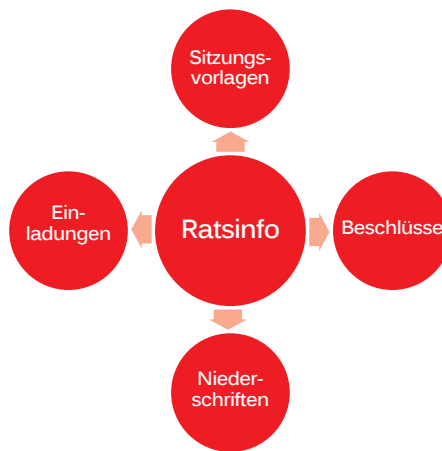 Sitzungs-
vorlagen
Ein-
ladungen
Ratsinfo
Beschlüsse
Nieder-
schriften